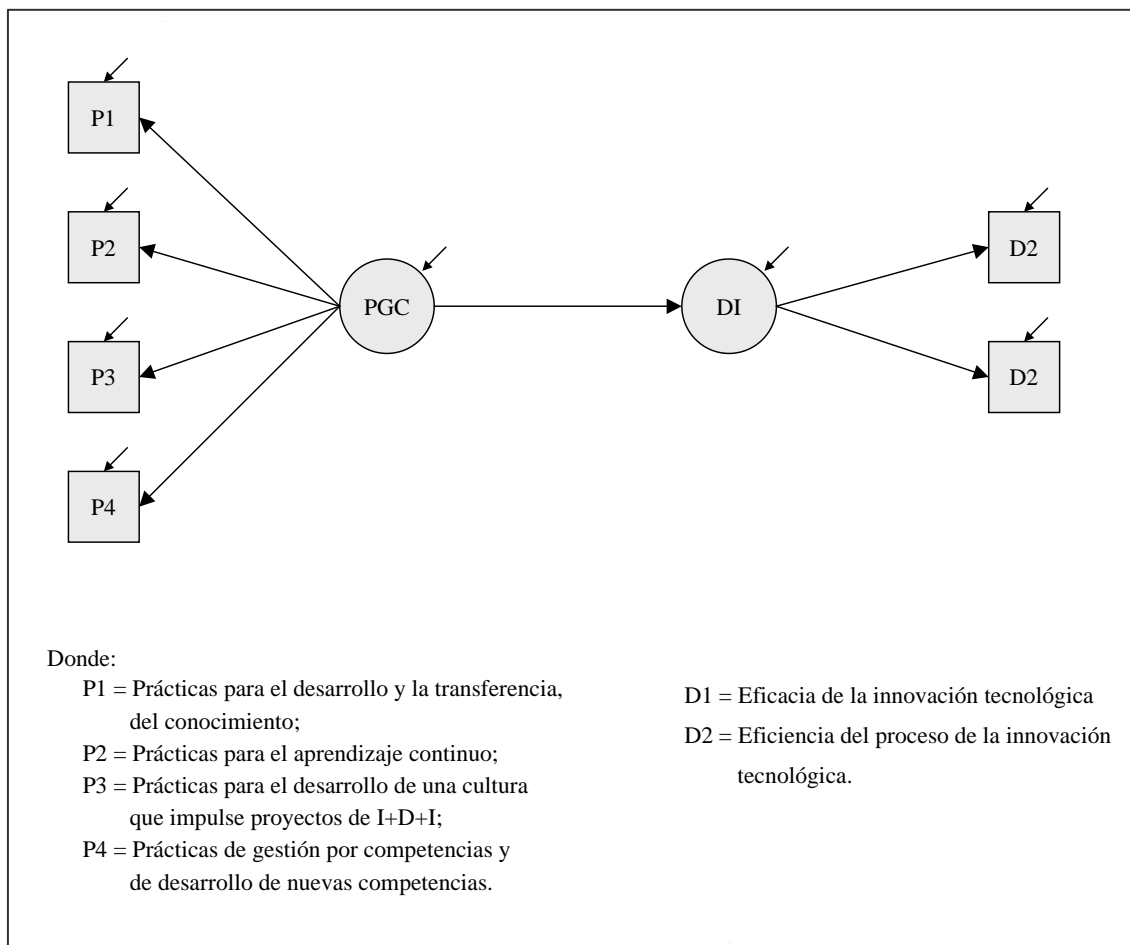 P1
P2
D2
PGC
DI
P3
D2
P4
Donde:
P1 = Prácticas para el desarrollo y la transferencia,
del conocimiento;
P2 = Prácticas para el aprendizaje continuo;
P3 = Prácticas para el desarrollo de una cultura
que impulse proyectos de I+D+I;
P4 = Prácticas de gestión por competencias y
de desarrollo de nuevas competencias.
D1 = Eficacia de la innovación tecnológica
D2 = Eficiencia del proceso de la innovación
tecnológica.